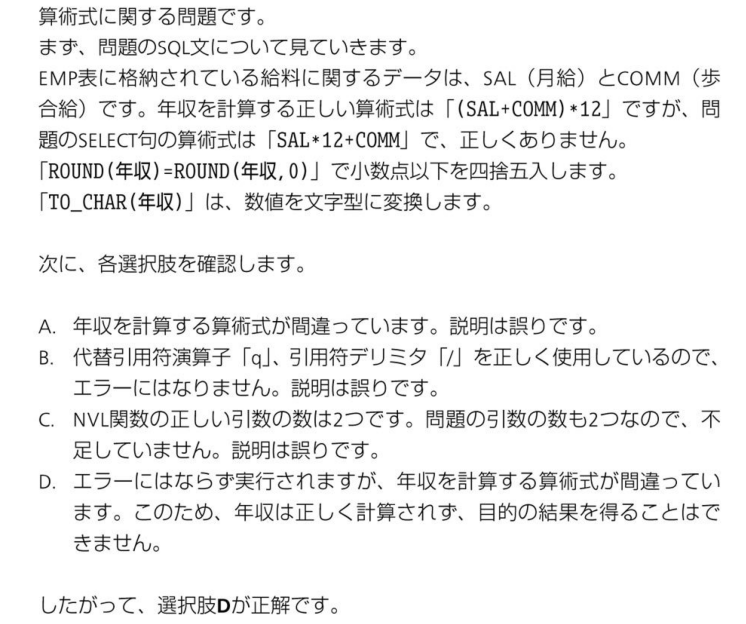 算術式に関する問題です。
まず、問題のSQL文について見ていきます。
EMP表に格納されている給料に関するデータは、SAL（月給）とCOMM（歩
合給）です。年収を計算する正しい算術式は「(SAL+COMM)*12」ですが、問
題のSELECT句の算術式は「SAL*12+COMM」で、正しくありません。
「ROUND(年収)=ROUND(年収,0)」で小数点以下を四捨五入します。
「TO_CHAR(年収)」は、数値を文字型に変換します。
次に、各選択肢を確認します。
A. 年収を計算する算術式が間違っています。説明は誤りです。
B. 代替引用符演算子「q」、引用符デリミタ「/」を正しく使用しているので、
エラーにはなりません。説明は誤りです。
C. NVL関数の正しい引数の数は2つです。問題の引数の数も2つなので、不
足していません。説明は誤りです。
D. エラーにはならず実行されますが、年収を計算する算術式が間違ってい
ます。このため、年収は正しく計算されず、目的の結果を得ることはで
きません。
したがって、選択肢Dが正解です。